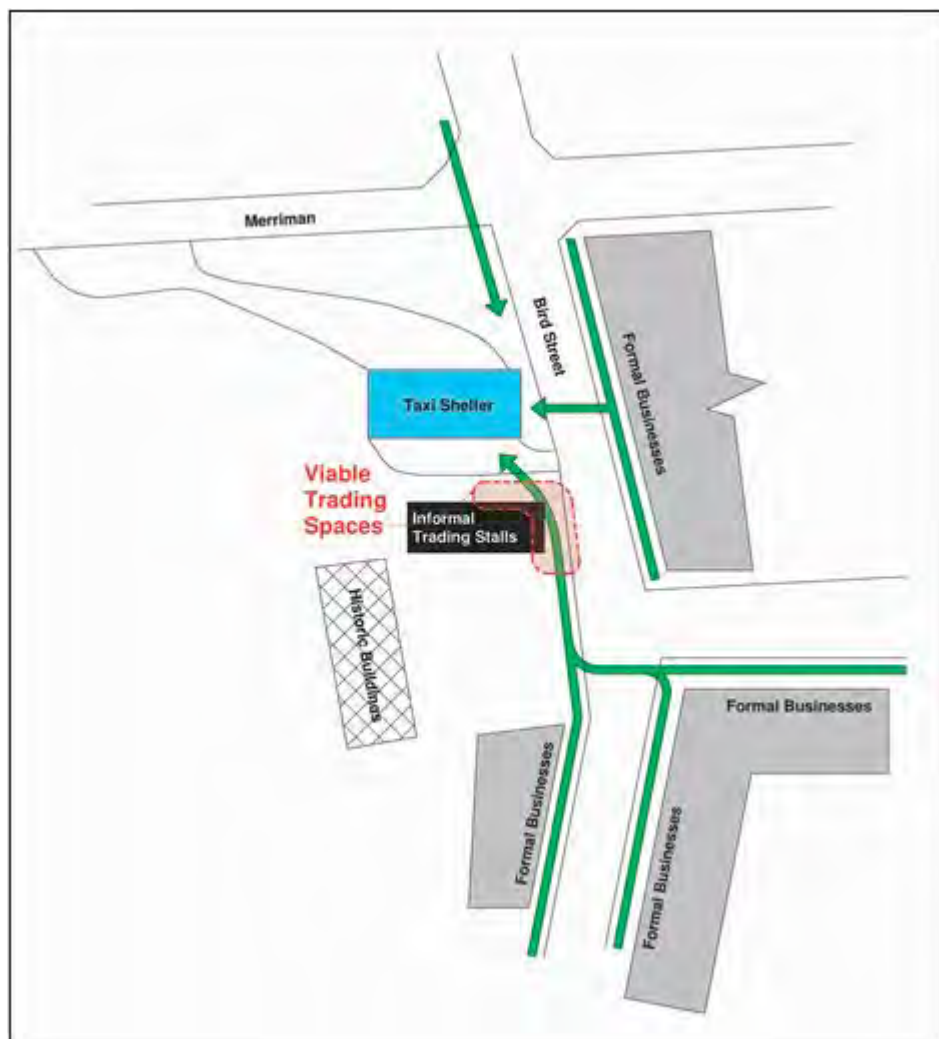 Merriman
Bird Street
Formal Businesses
Taxi Sheller
Viable
Trading
Spaces
Informal
Trading Stalls
Historic Buildings
Formal Businesses
Formal Businesses
Formal Businesses